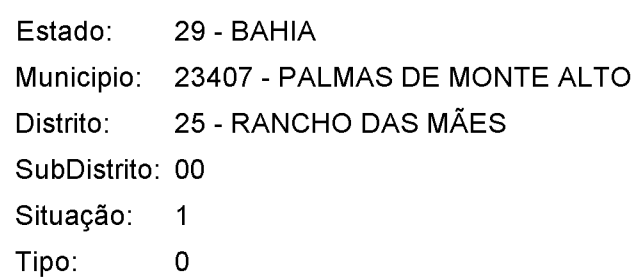 Estado: 29 - BAHIA
Municipio: 23407 - PALMAS DE MONTE ALTO
Distrito: 25 - RANCHO DAS MÃES
SubDistrito: 00
Situação: 1
Tipo: 0